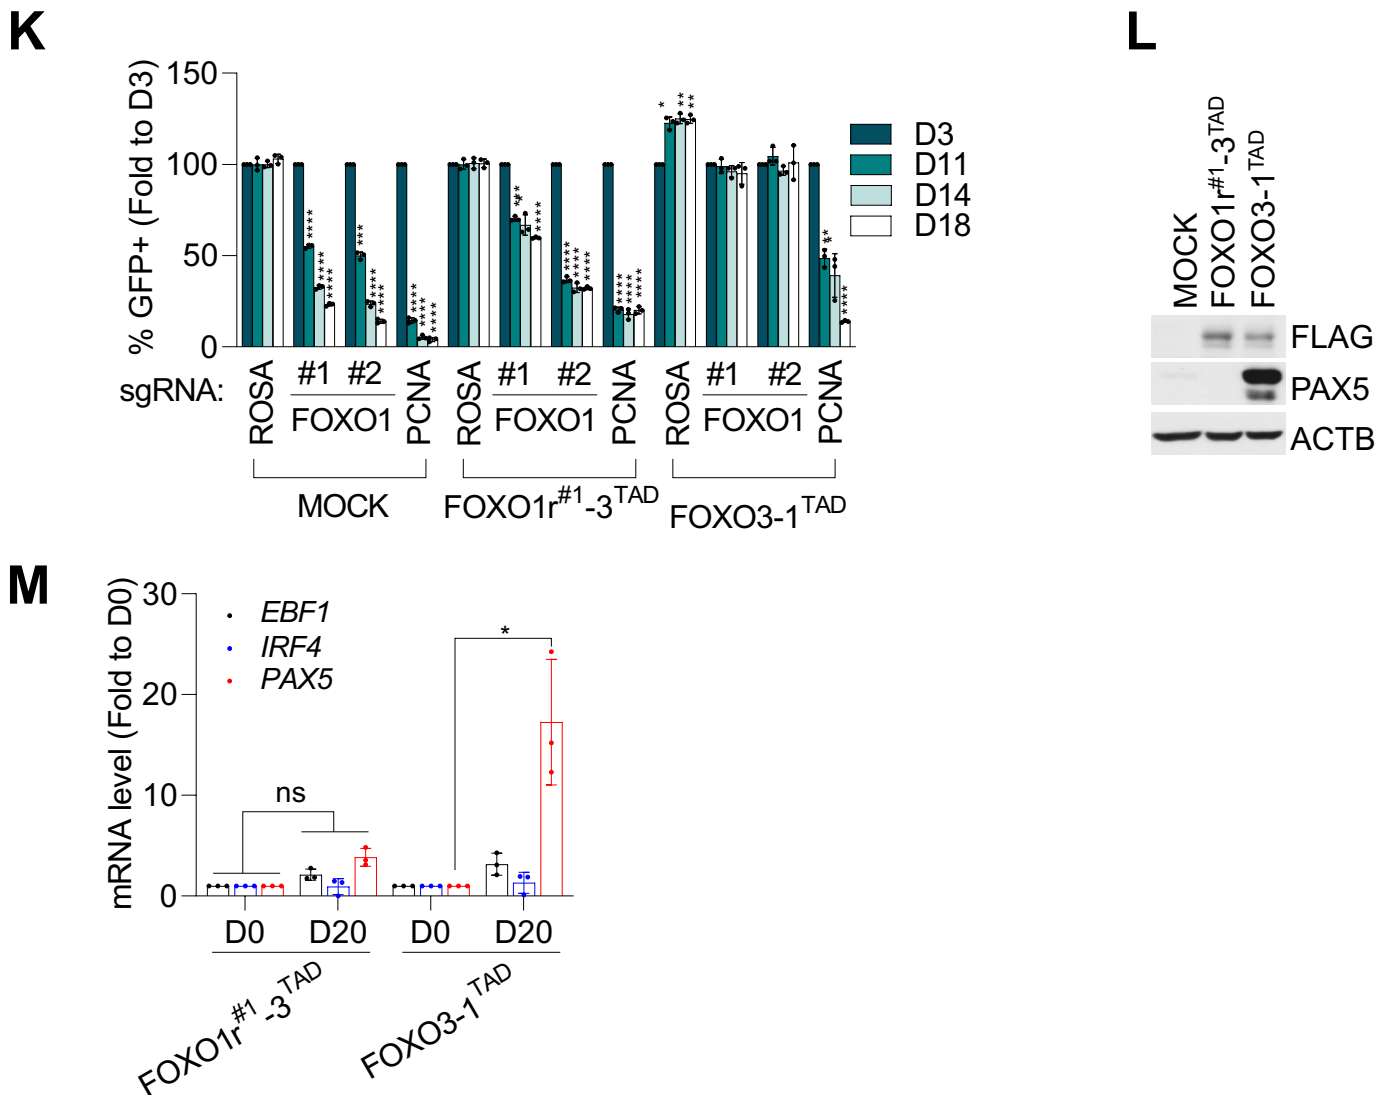 K
% GFP+ (Fold to D3)
150
100
50
0
* ** **
**** **** ****
*** **** ****
**** **** ****
*** ****
**** **** ****
**** **** ****
** * ****
D3
D11
D14
D18
sgRNA:
ROSA #1 #2 PCNA ROSA #1 #2 PCNA ROSA #1 #2 PCNA
FOXO1 FOXO1 FOXO1
MOCK FOXO1r#1-3TAD FOXO3-1TAD
L
MOCK
FOXO1r#1-3TAD
FOXO3-1TAD
FLAG
PAX5
ACTB
M
mRNA level (Fold to D0)
30
20
10
0
EBF1
IRF4
PAX5
ns
*
D0 D20 D0 D20
FOXO1r#1-3TAD FOXO3-1TAD